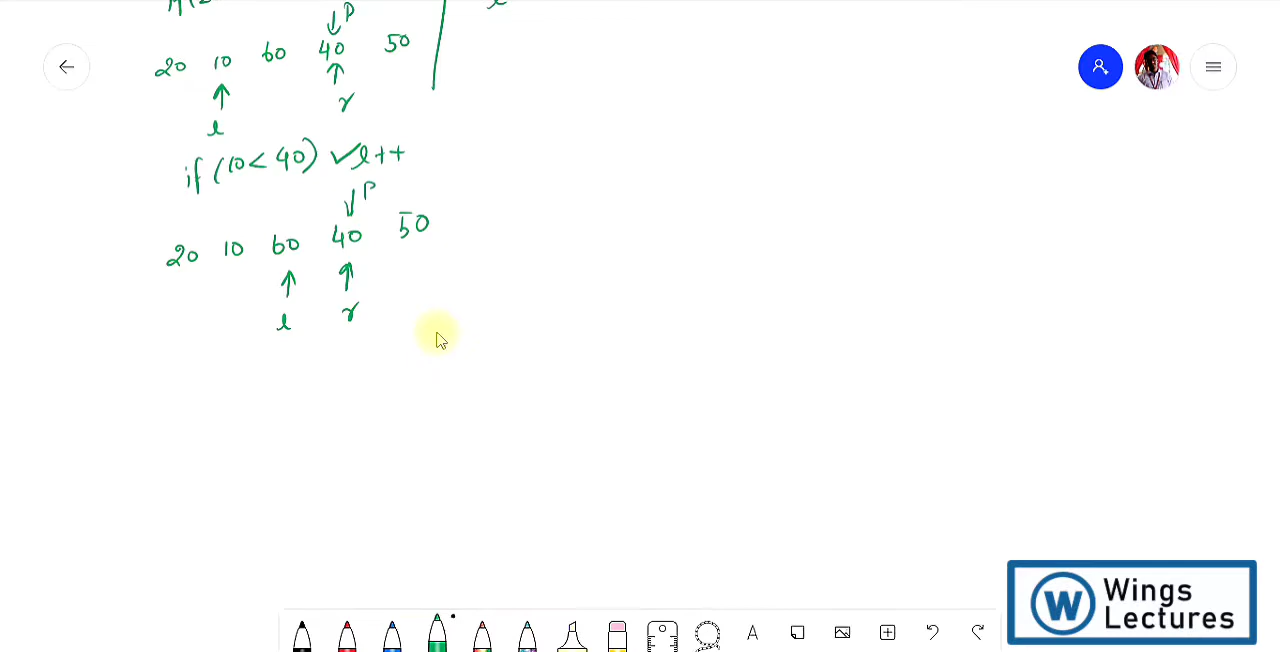 P
20 10 60 40 50
r
l
if (10 < 40) ✓ l++
P
20 10 60 40 50
l r
A
W Wings
Lectures